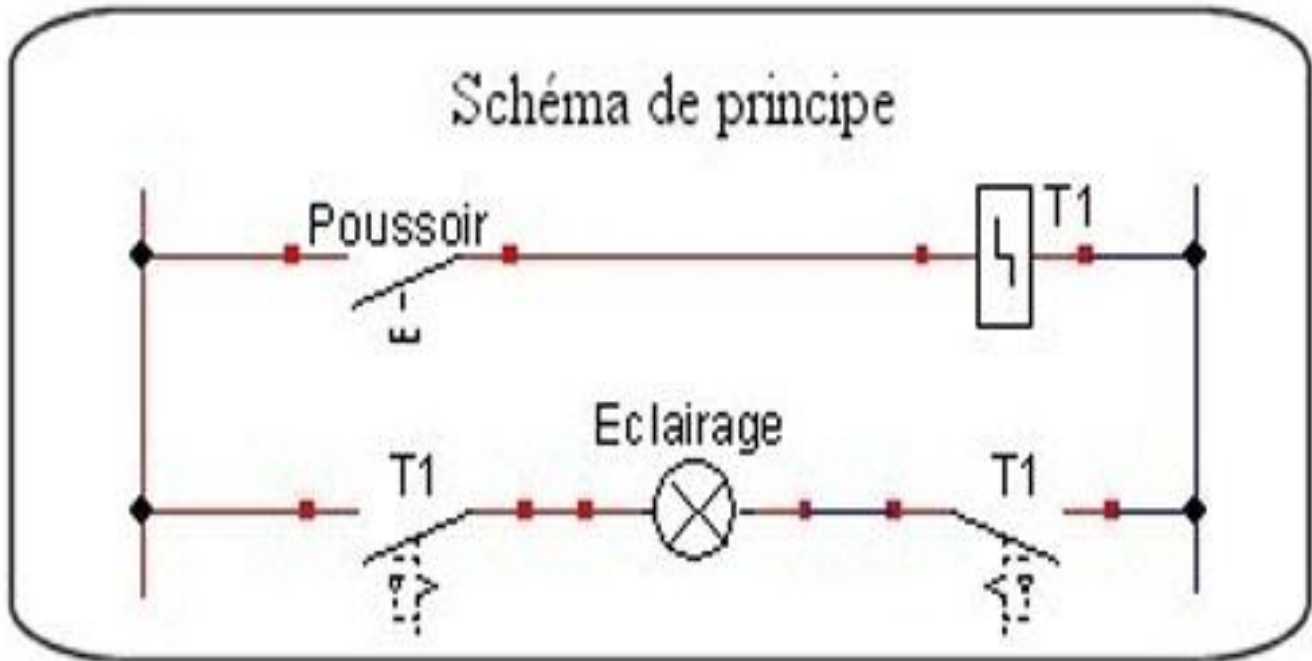 Schéma de principe
Poussoir
T1
Eclairage
T1
T1